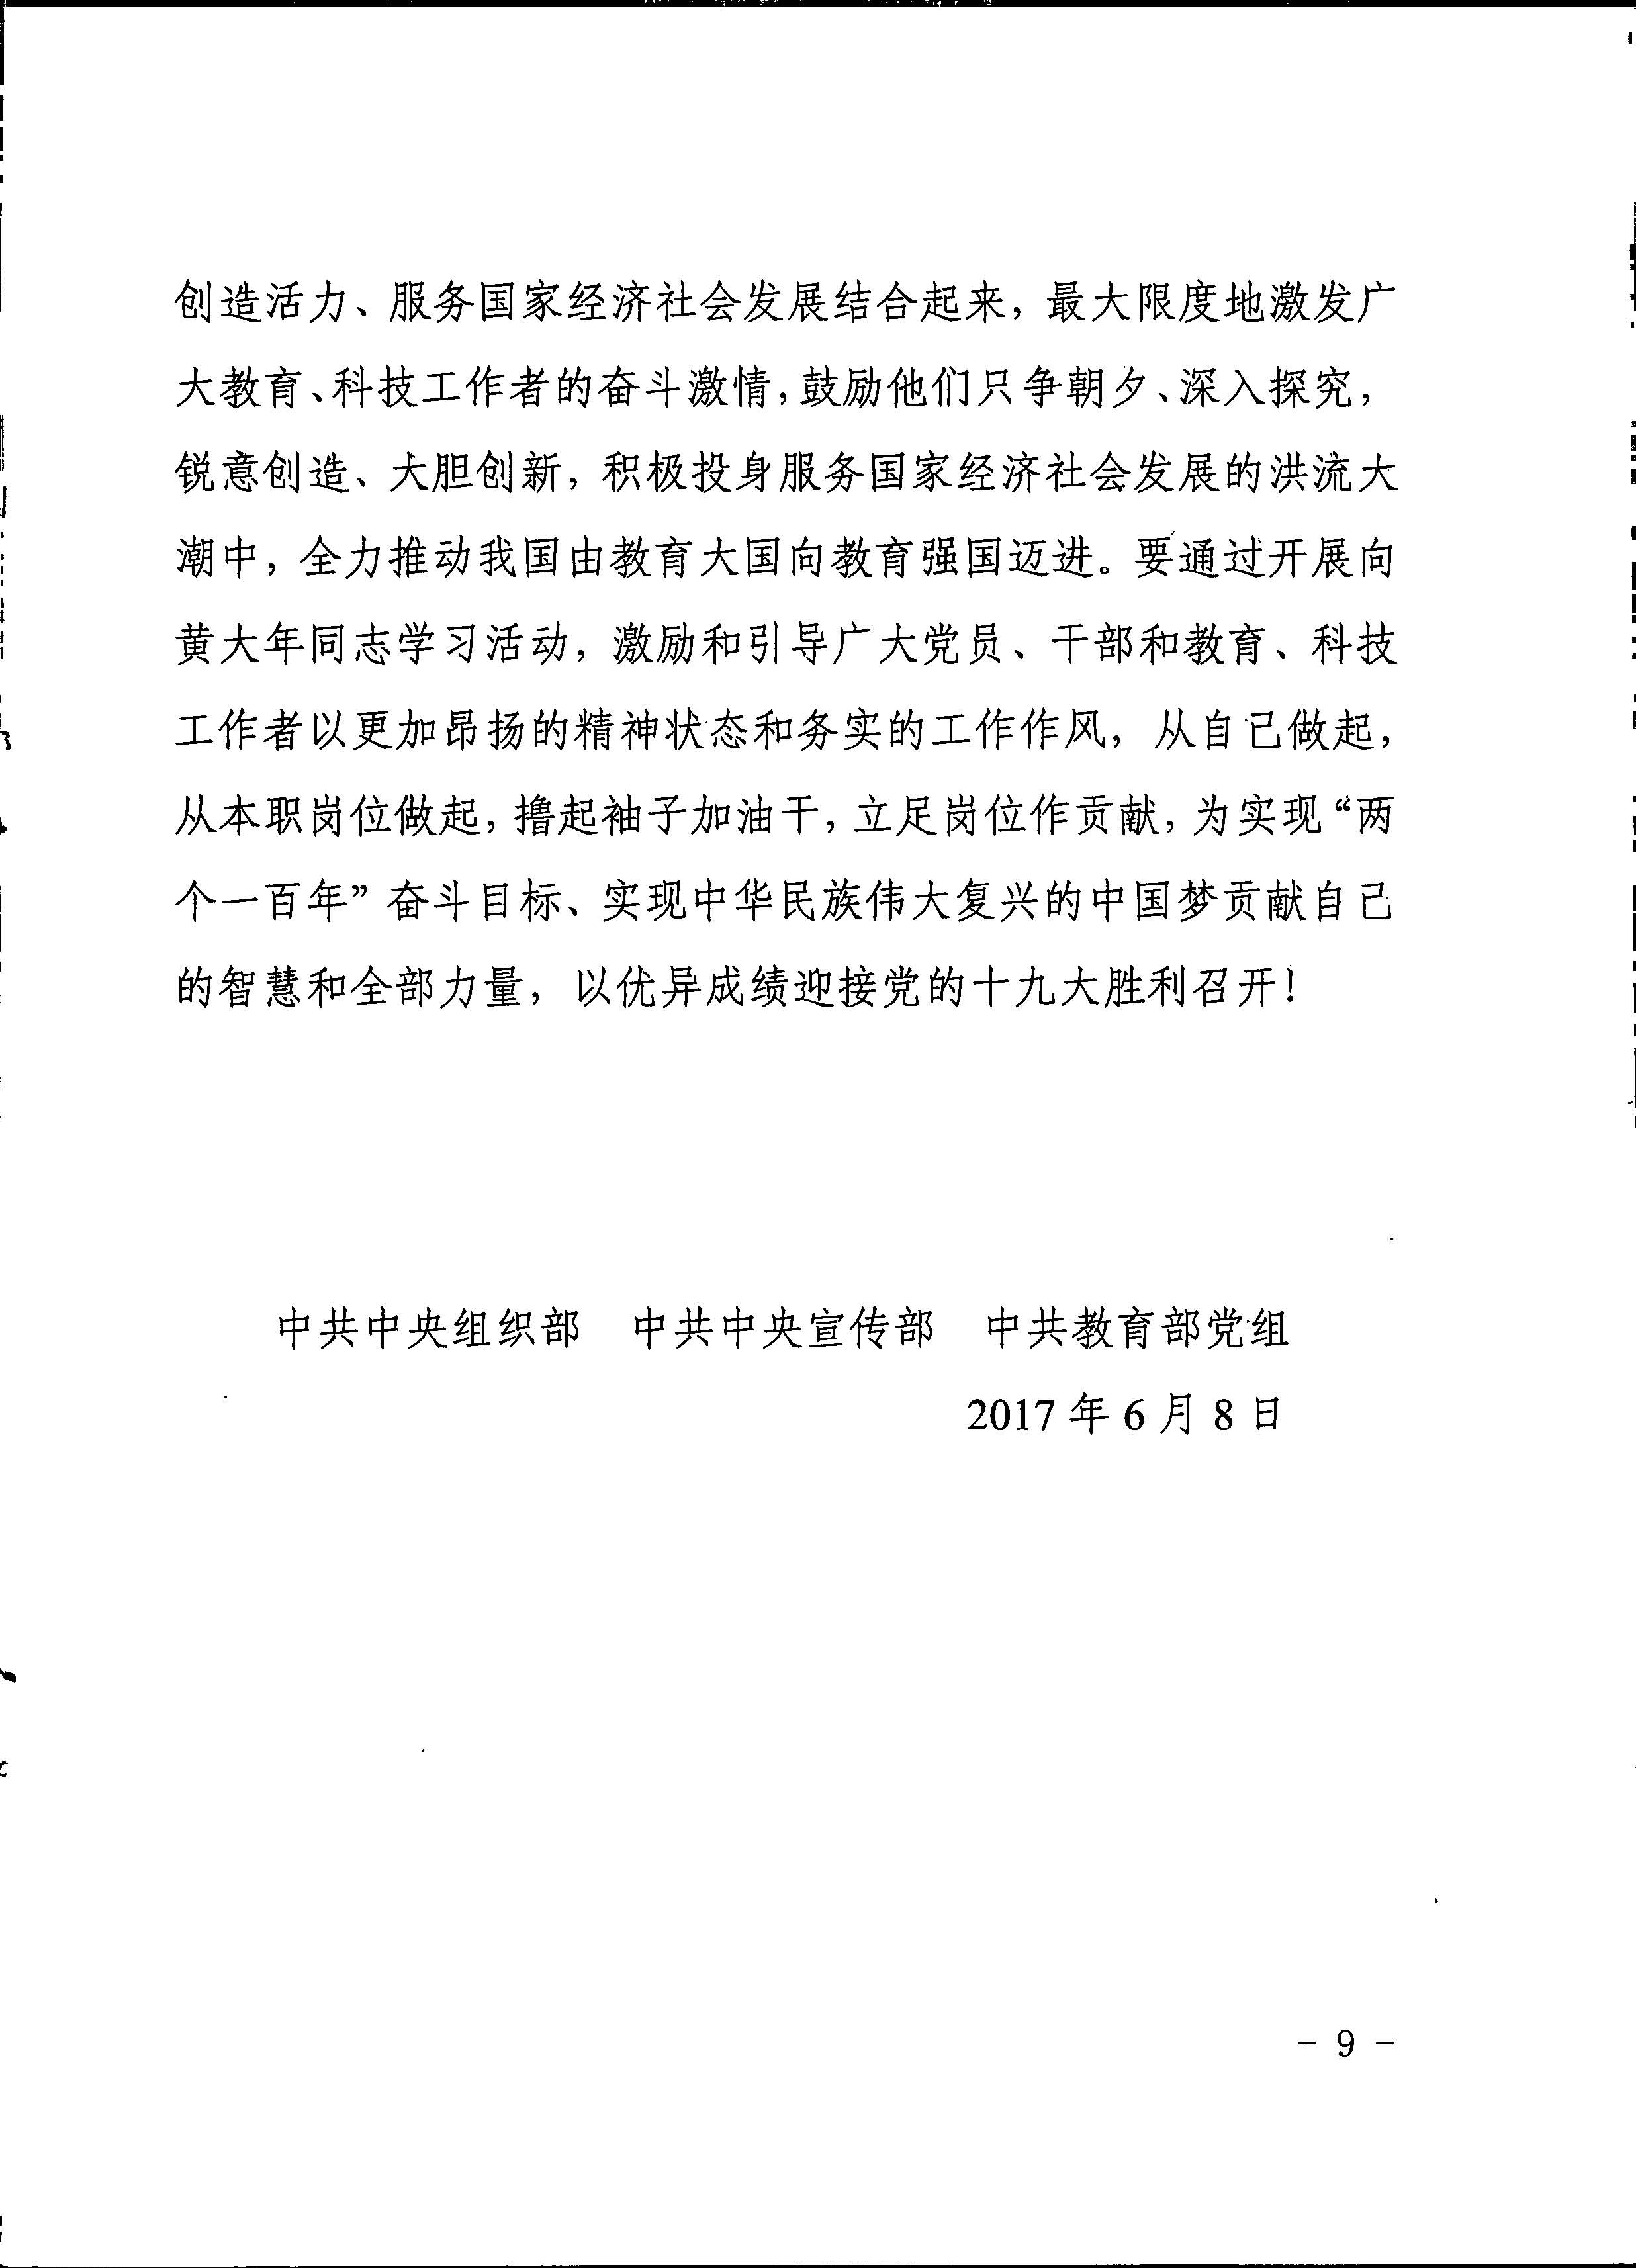 创造活力、服务国家经济社会发展结合起来，最大限度地激发广
大教育、科技工作者的奋斗激情，鼓励他们只争朝夕、深入探究，
锐意创造、大胆创新，积极投身服务国家经济社会发展的洪流大
潮中，全力推动我国由教育大国向教育强国迈进。要通过开展向
黄大年同志学习活动，激励和引导广大党员、干部和教育、科技
工作者以更加昂扬的精神状态和务实的工作作风，从自己做起，
从本职岗位做起，撸起袖子加油干，立足岗位作贡献，为实现“两
个一百年”奋斗目标、实现中华民族伟大复兴的中国梦贡献自己
的智慧和全部力量，以优异成绩迎接党的十九大胜利召开！
中共中央组织部　中共中央宣传部　中共教育部党组
2017 年 6 月 8 日
- 9 -